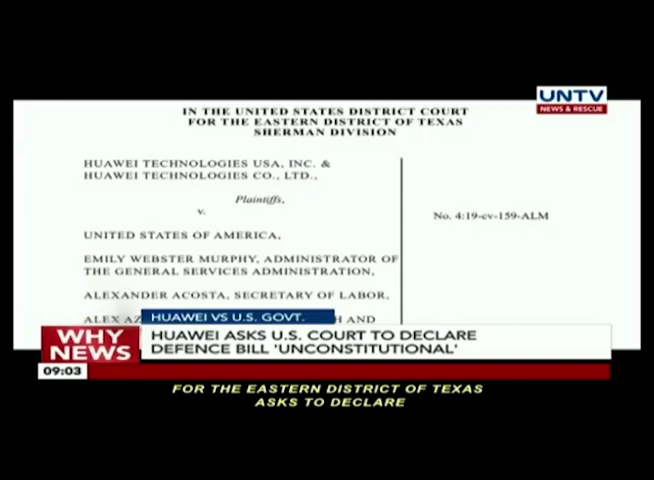 UNTV
NEWS & RESCUE
IN THE UNITED STATES DISTRICT COURT
FOR THE EASTERN DISTRICT OF TEXAS
SHERMAN DIVISION
HUAWEI TECHNOLOGIES USA, INC. &
HUAWEI TECHNOLOGIES CO., LTD.,
Plaintiffs,
v.
No. 4:19-cv-159-ALM
UNITED STATES OF AMERICA,
EMILY WEBSTER MURPHY, ADMINISTRATOR OF
THE GENERAL SERVICES ADMINISTRATION,
ALEXANDER ACOSTA, SECRETARY OF LABOR,
ALEX AND
HUAWEI VS U.S. GOVT.
WHY
NEWS
HUAWEI ASKS U.S. COURT TO DECLARE
DEFENCE BILL 'UNCONSTITUTIONAL'
09:03
FOR THE EASTERN DISTRICT OF TEXAS
ASKS TO DECLARE